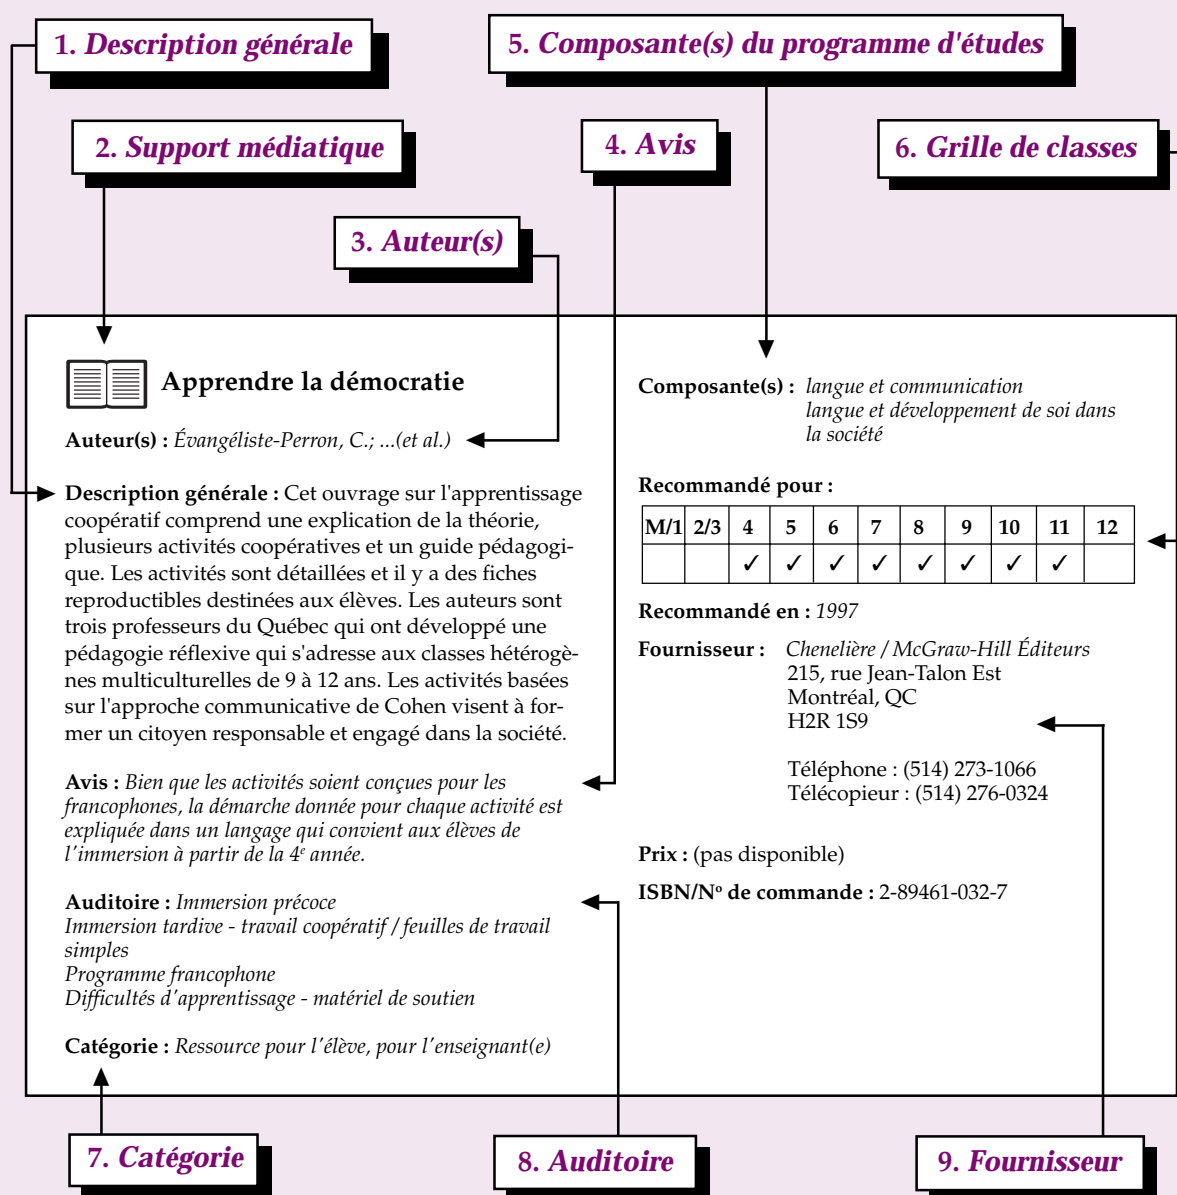 1. Description générale
5. Composante(s) du programme d'études
2. Support médiatique
4. Avis
6. Grille de classes
3. Auteur(s)
Apprendre la démocratie
Auteur(s) : Évangéliste-Perron, C.; ...(et al.)
Description générale : Cet ouvrage sur l'apprentissage
coopératif comprend une explication de la théorie,
plusieurs activités coopératives et un guide pédagogi-
que. Les activités sont détaillées et il y a des fiches
reproductibles destinées aux élèves. Les auteurs sont
trois professeurs du Québec qui ont développé une
pédagogie réflexive qui s'adresse aux classes hétérogè-
nes multiculturelles de 9 à 12 ans. Les activités basées
sur l'approche communicative de Cohen visent à for-
mer un citoyen responsable et engagé dans la société.
Avis : Bien que les activités soient conçues pour les
francophones, la démarche donnée pour chaque activité est
expliquée dans un langage qui convient aux élèves de
l'immersion à partir de la 4e année.
Auditoire : Immersion précoce
Immersion tardive - travail coopératif / feuilles de travail
simples
Programme francophone
Difficultés d'apprentissage - matériel de soutien
Catégorie : Ressource pour l'élève, pour l'enseignant(e)
Composante(s) : langue et communication
langue et développement de soi dans
la société
Recommandé pour :
M/1 2/3 4 5 6 7 8 9 10 11 12
✓ ✓ ✓ ✓ ✓ ✓ ✓ ✓
Recommandé en : 1997
Fournisseur : Chenelière / McGraw-Hill Éditeurs
215, rue Jean-Talon Est
Montréal, QC
H2R 1S9
Téléphone : (514) 273-1066
Télécopieur : (514) 276-0324
Prix : (pas disponible)
ISBN/No de commande : 2-89461-032-7
7. Catégorie
8. Auditoire
9. Fournisseur